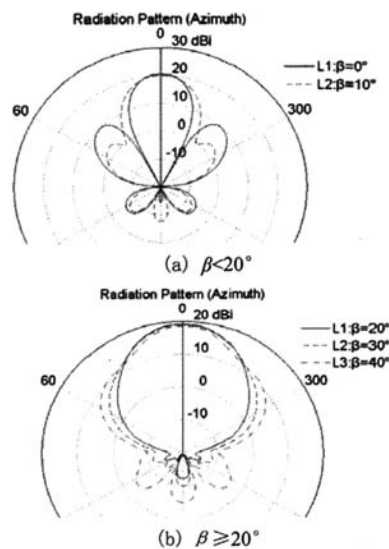 Radiation Pattern (Azimuth)
0
30 dBi
L1:β=0°
L2:β=10°
20
10
60
300
0
-10
(a) β<20°
Radiation Pattern (Azimuth)
0
20 dBi
L1:β=20°
L2:β=30°
L3:β=40°
10
60
300
0
-10
(b) β≥20°